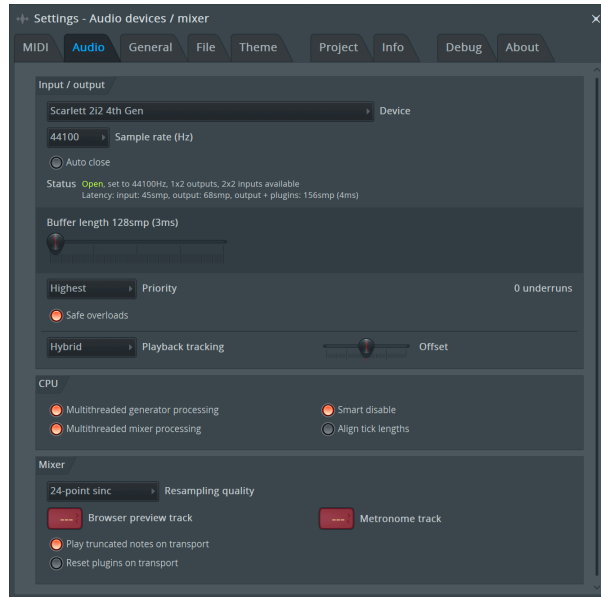 Settings - Audio devices / mixer
MIDI Audio General File Theme Project Info Debug About
Input / output
Scarlett 2i2 4th Gen Device
44100 Sample rate (Hz)
Auto close
Status Open, set to 44100Hz, 1x2 outputs, 2x2 inputs available
Latency: input: 45smp, output: 68smp, output + plugins: 156smp (4ms)
Buffer length 128smp (3ms)
Highest Priority 0 underruns
Safe overloads
Hybrid Playback tracking Offset
CPU
Multithreaded generator processing Smart disable
Multithreaded mixer processing Align tick lengths
Mixer
24-point sinc Resampling quality
--- Browser preview track --- Metronome track
Play truncated notes on transport
Reset plugins on transport